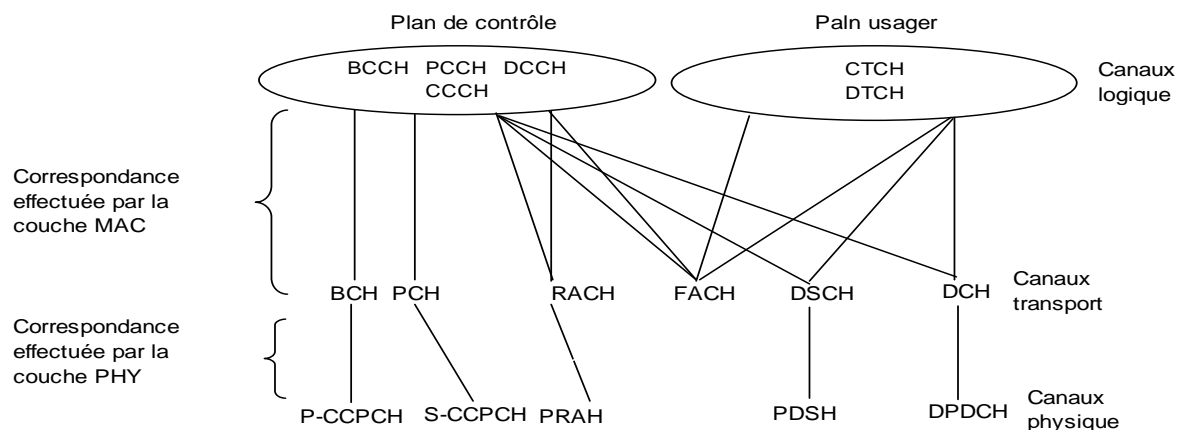 Plan de contrôle
Paln usager
BCCH PCCH DCCH
CCCH
CTCH
DTCH
Canaux
logique
Correspondance
effectuée par la
couche MAC
BCH PCH RACH FACH DSCH DCH
Canaux
transport
Correspondance
effectuée par la
couche PHY
P-CCPCH S-CCPCH PRAH PDSH DPDCH
Canaux
physique